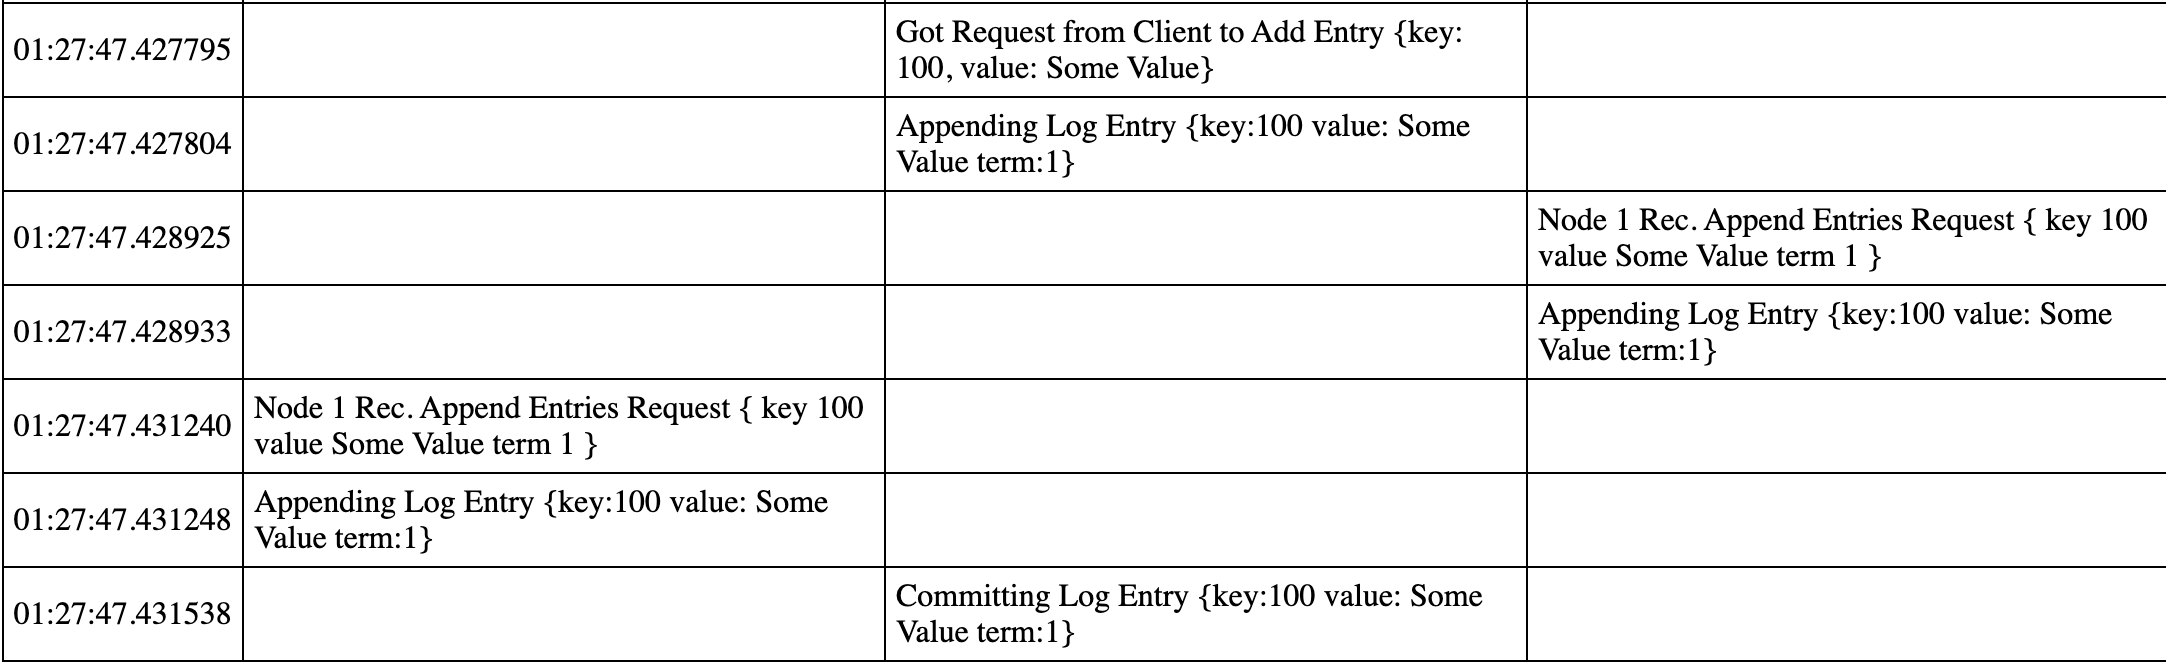 01:27:47.427795
Got Request from Client to Add Entry {key:
100, value: Some Value}
01:27:47.427804
Appending Log Entry {key:100 value: Some
Value term:1}
01:27:47.428925
Node 1 Rec. Append Entries Request { key 100
value Some Value term 1 }
01:27:47.428933
Appending Log Entry {key:100 value: Some
Value term:1}
01:27:47.431240
Node 1 Rec. Append Entries Request { key 100
value Some Value term 1 }
01:27:47.431248
Appending Log Entry {key:100 value: Some
Value term:1}
01:27:47.431538
Committing Log Entry {key:100 value: Some
Value term:1}